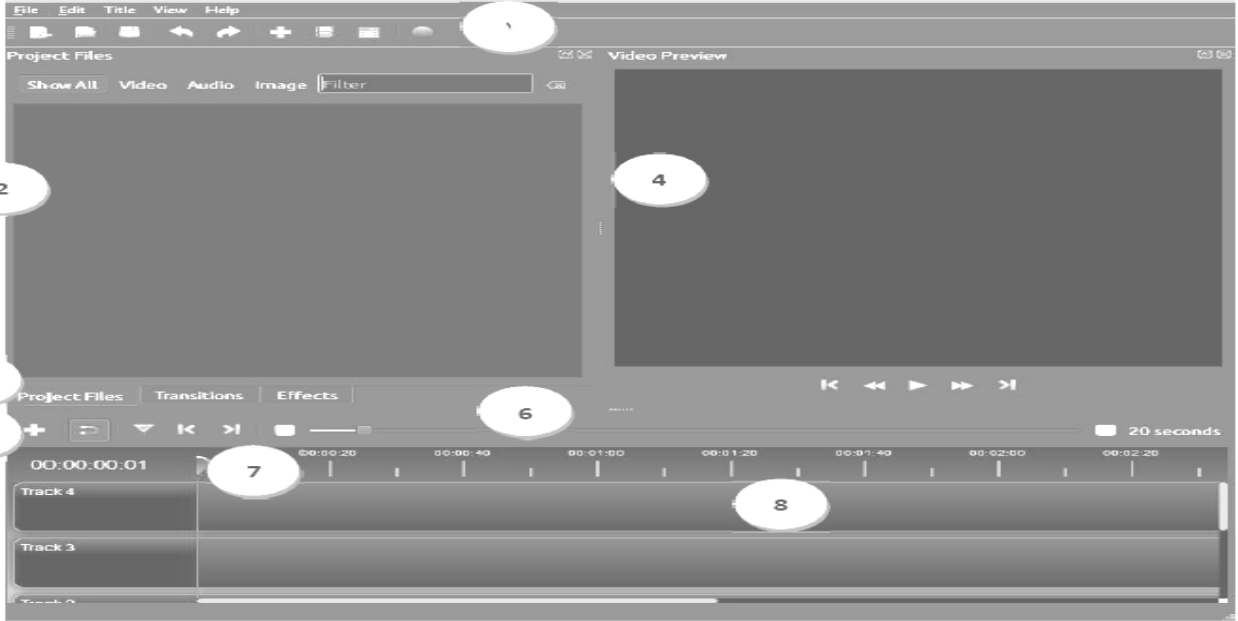 File Edit Title View Help
Project Files Video Preview
Show All Video Audio Image Filter
2
4
Project Files Transitions Effects
6
20 seconds
00:00:00:01
7
00:00:20 00:00:40 00:01:00 00:01:20 00:01:40 00:02:00 00:02:20
Track 4
8
Track 3